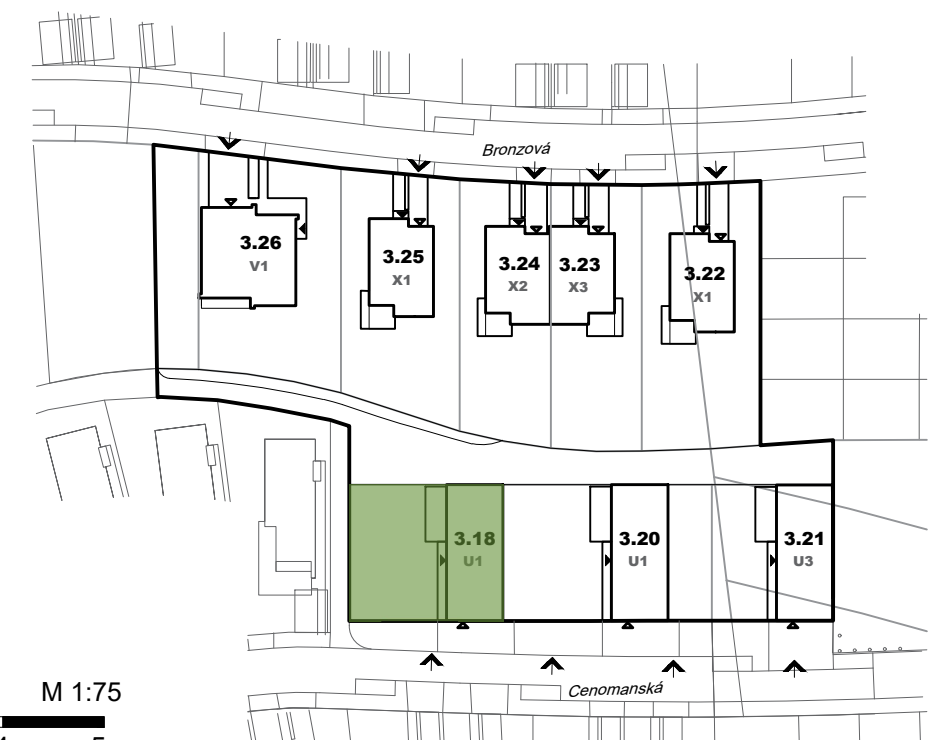 Bronzová
3.26
V1
3.25
X1
3.24
X2
3.23
X3
3.22
X1
3.18
U1
3.20
U1
3.21
U3
Cenomanská
M 1:75